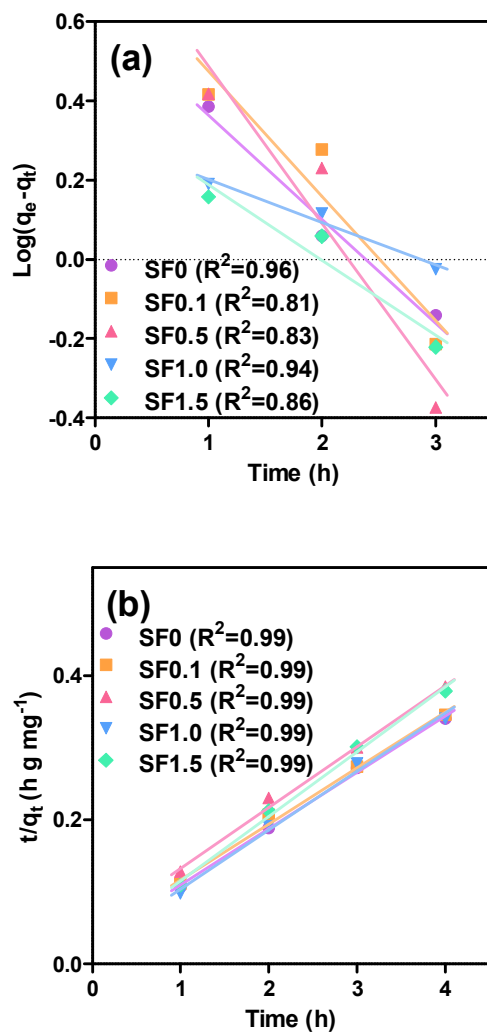 (a)
0.6
0.4
0.2
0.0
-0.2
-0.4
Log(qe-qt)
SF0 (R²=0.96)
SF0.1 (R²=0.81)
SF0.5 (R²=0.83)
SF1.0 (R²=0.94)
SF1.5 (R²=0.86)
0 1 2 3
Time (h)
(b)
0.4
0.2
0.0
t/qt (h g mg⁻¹)
SF0 (R²=0.99)
SF0.1 (R²=0.99)
SF0.5 (R²=0.99)
SF1.0 (R²=0.99)
SF1.5 (R²=0.99)
0 1 2 3 4
Time (h)